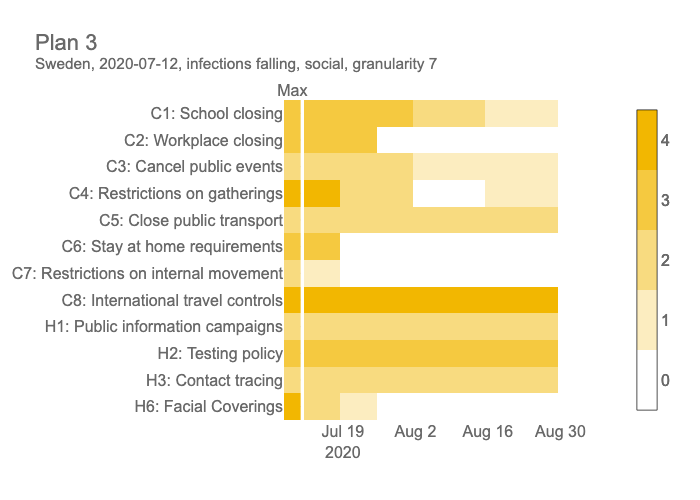 Plan 3
Sweden, 2020-07-12, infections falling, social, granularity 7
Max
C1: School closing
C2: Workplace closing
C3: Cancel public events
C4: Restrictions on gatherings
C5: Close public transport
C6: Stay at home requirements
C7: Restrictions on internal movement
C8: International travel controls
H1: Public information campaigns
H2: Testing policy
H3: Contact tracing
H6: Facial Coverings
Jul 19 Aug 2 Aug 16 Aug 30
2020
4
3
2
1
0